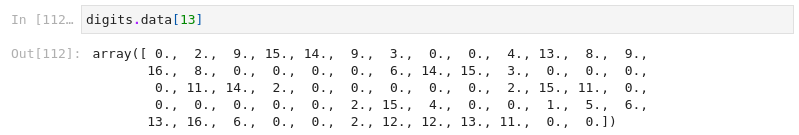 In [112… digits.data[13]
Out[112]: array([ 0.,  2.,  9., 15., 14.,  9.,  3.,  0.,  0.,  4., 13.,  8.,  9.,
16.,  8.,  0.,  0.,  0.,  0.,  6., 14., 15.,  3.,  0.,  0.,  0.,
0., 11., 14.,  2.,  0.,  0.,  0.,  0.,  0.,  2., 15., 11.,  0.,
0.,  0.,  0.,  0.,  2., 15.,  4.,  0.,  0.,  1.,  5.,  6.,
13., 16.,  6.,  0.,  0.,  2., 12., 12., 13., 11.,  0.,  0.])